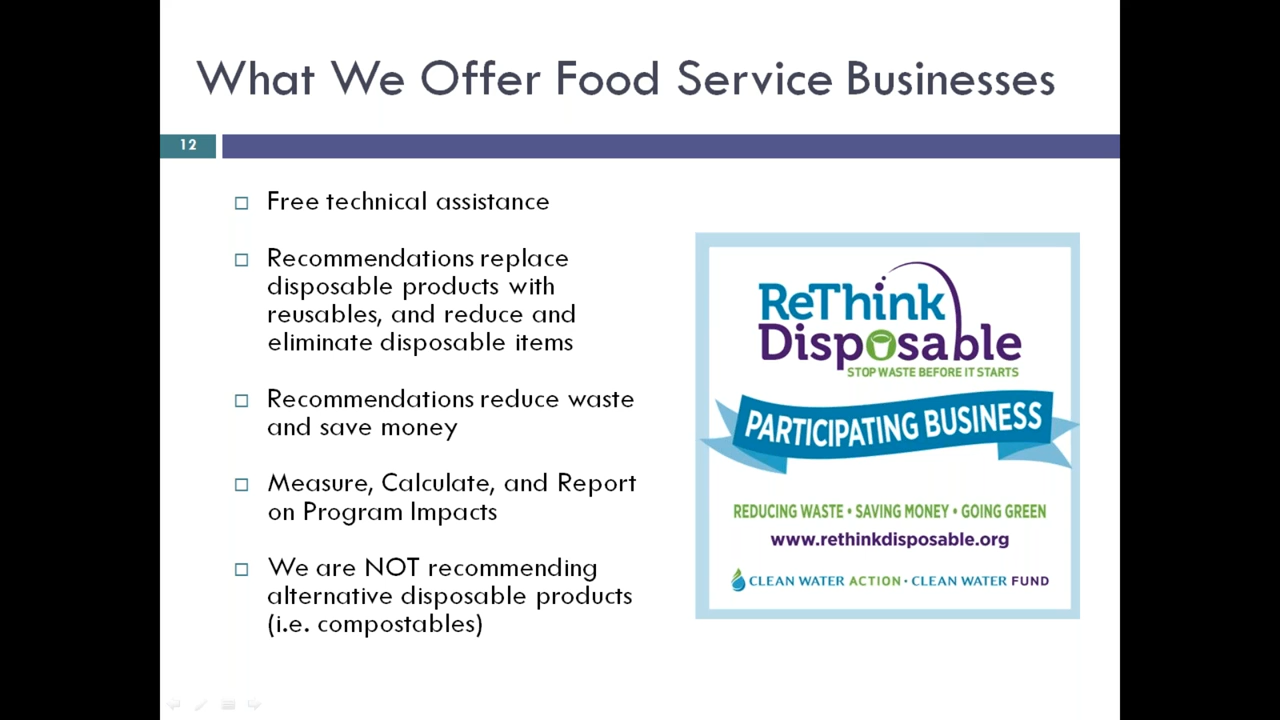 What We Offer Food Service Businesses
12
Free technical assistance
Recommendations replace
disposable products with
reusables, and reduce and
eliminate disposable items
Recommendations reduce waste
and save money
Measure, Calculate, and Report
on Program Impacts
We are NOT recommending
alternative disposable products
(i.e. compostables)
ReThink
Disposable
STOP WASTE BEFORE IT STARTS
PARTICIPATING BUSINESS
REDUCING WASTE • SAVING MONEY • GOING GREEN
www.rethinkdisposable.org
CLEAN WATER ACTION • CLEAN WATER FUND